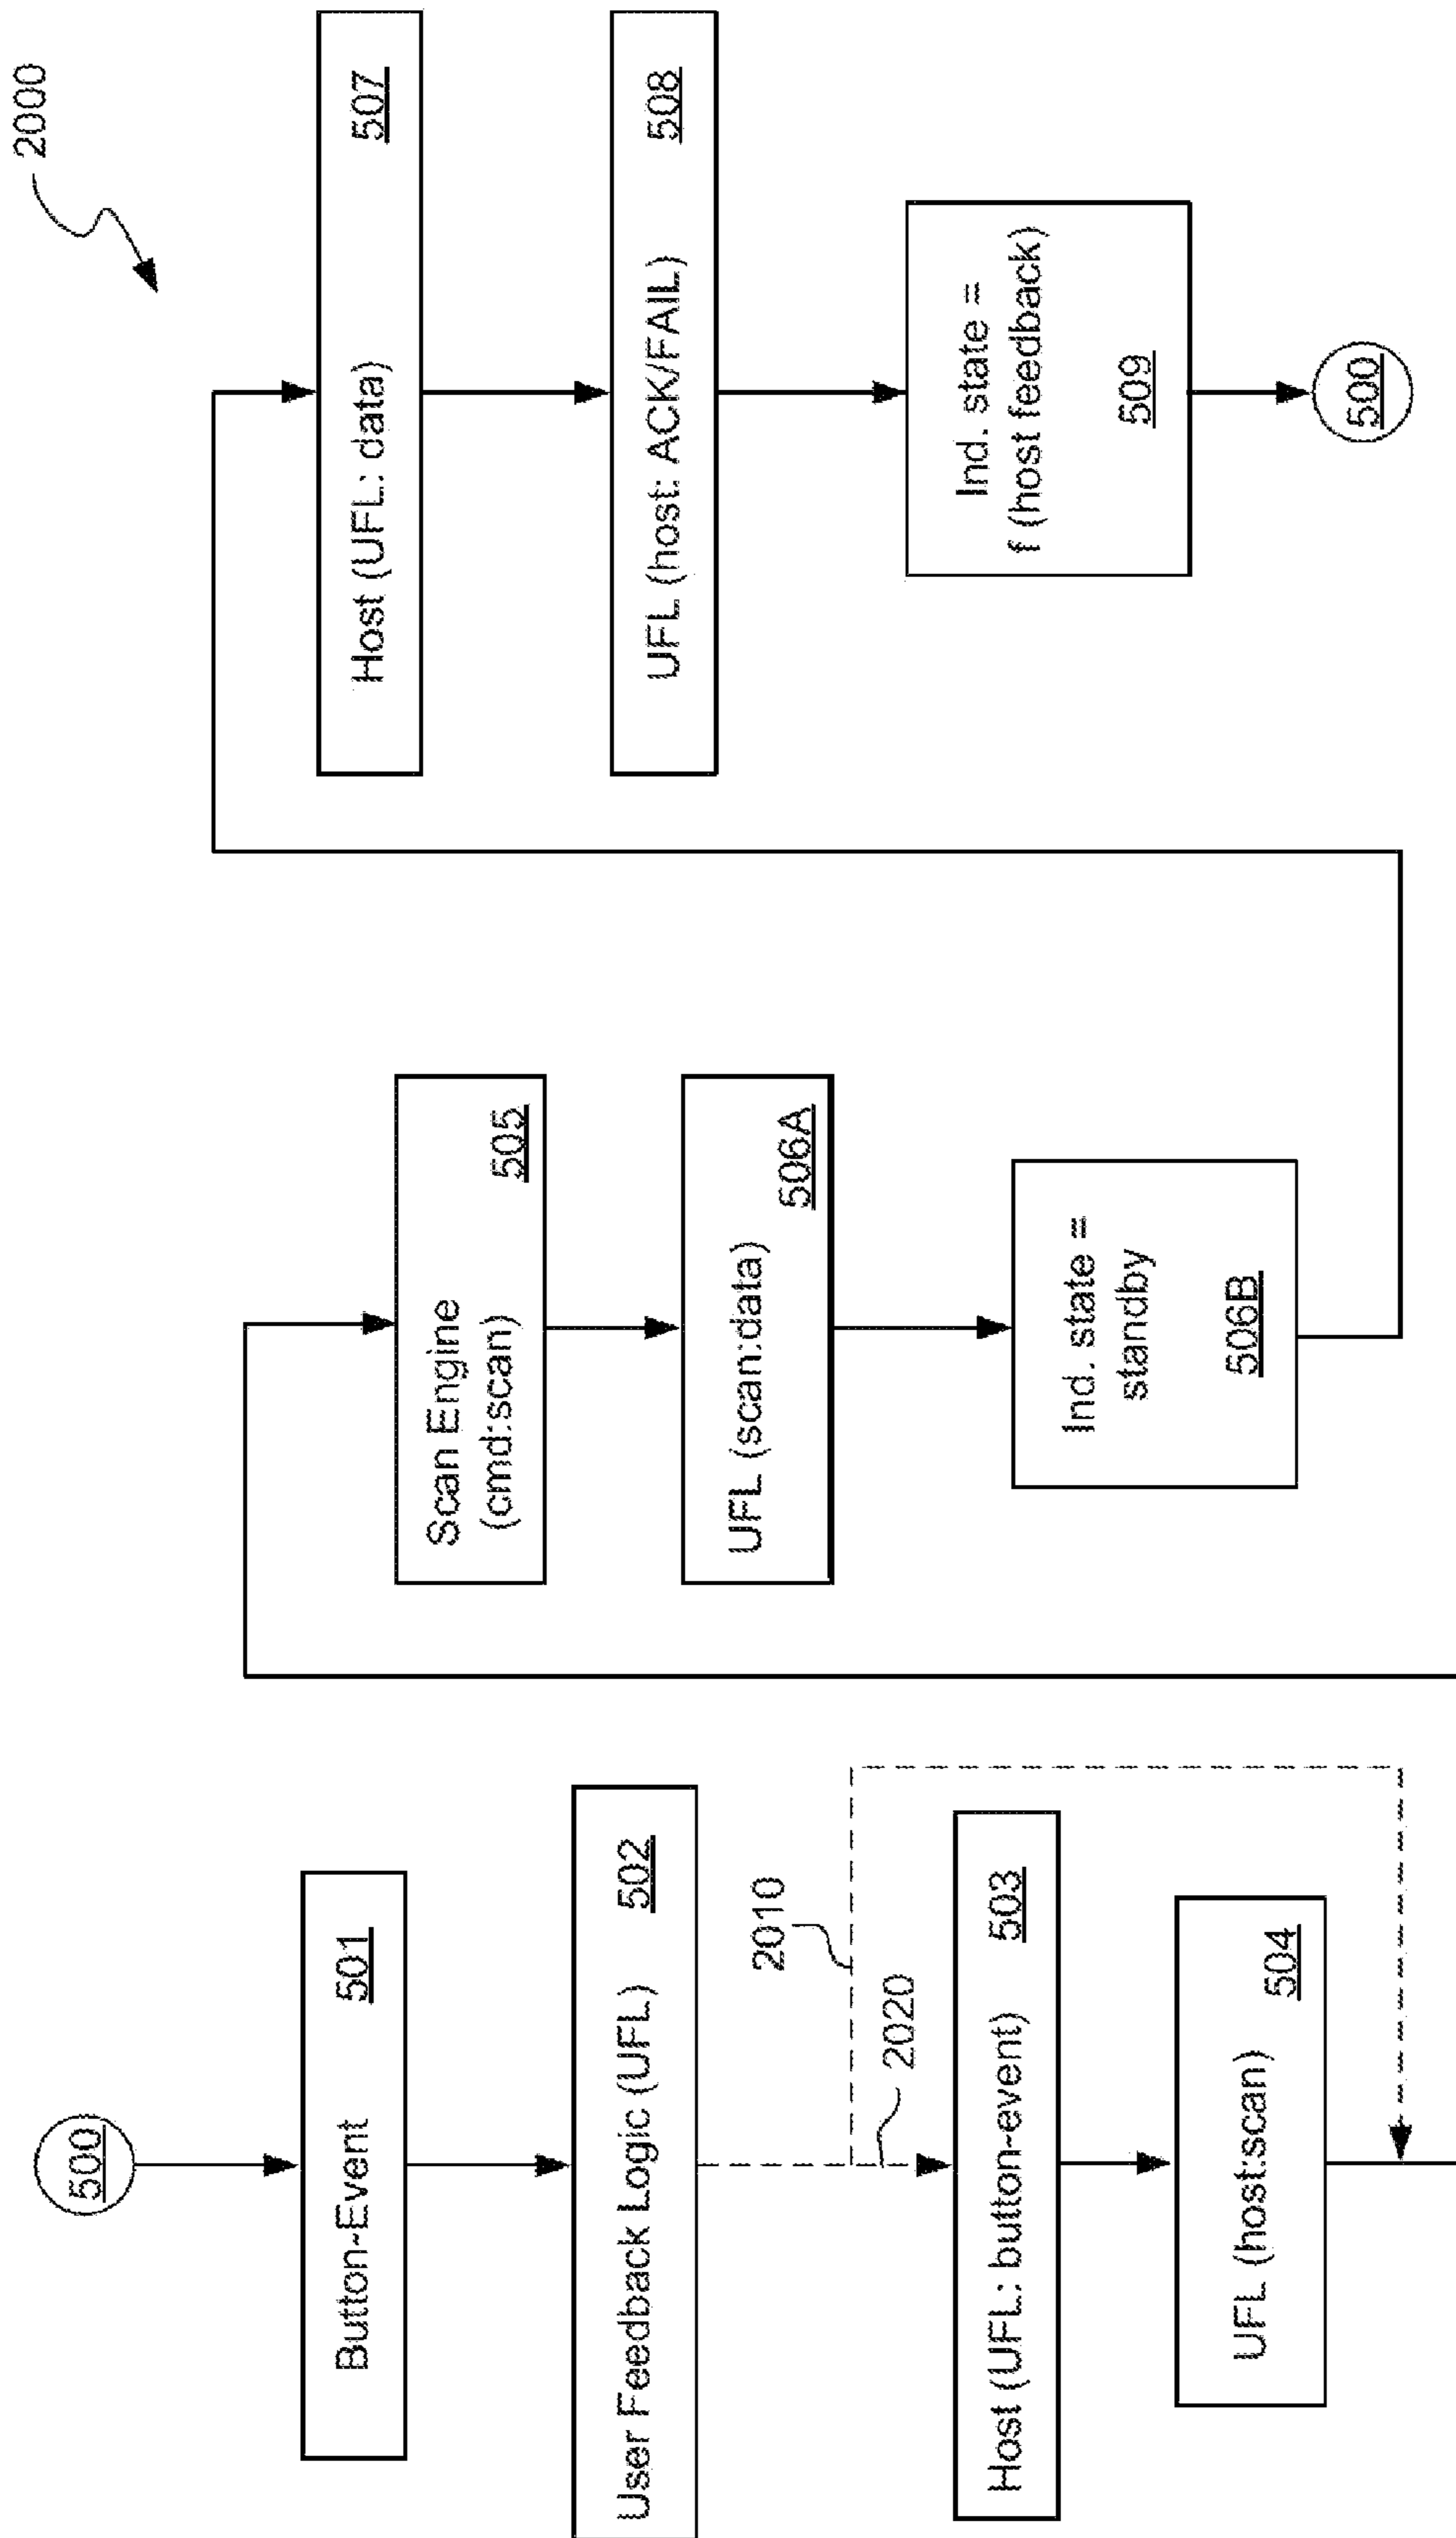 2000
500
Button-Event 501
User Feedback Logic (UFL) 502
2010
2020
Host (UFL: button-event) 503
UFL (host:scan) 504
Scan Engine
(cmd:scan)
505
UFL (scan:data)
506A
Ind. state =
standby
506B
Host (UFL: data) 507
UFL (host: ACK/FAIL) 508
Ind. state =
f (host feedback)
509
500